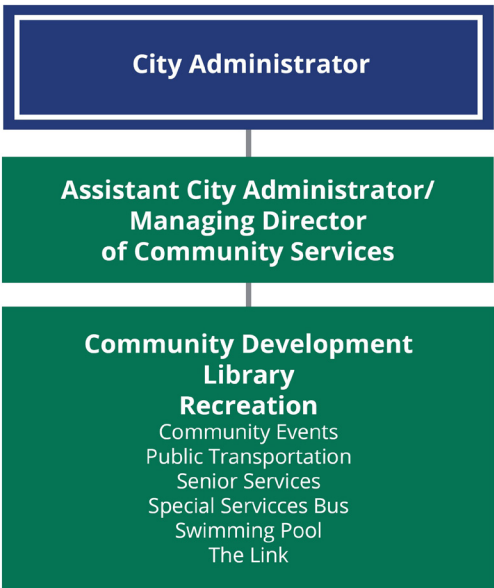 City Administrator
Assistant City Administrator/
Managing Director
of Community Services
Community Development
Library
Recreation
Community Events
Public Transportation
Senior Services
Special Servicces Bus
Swimming Pool
The Link